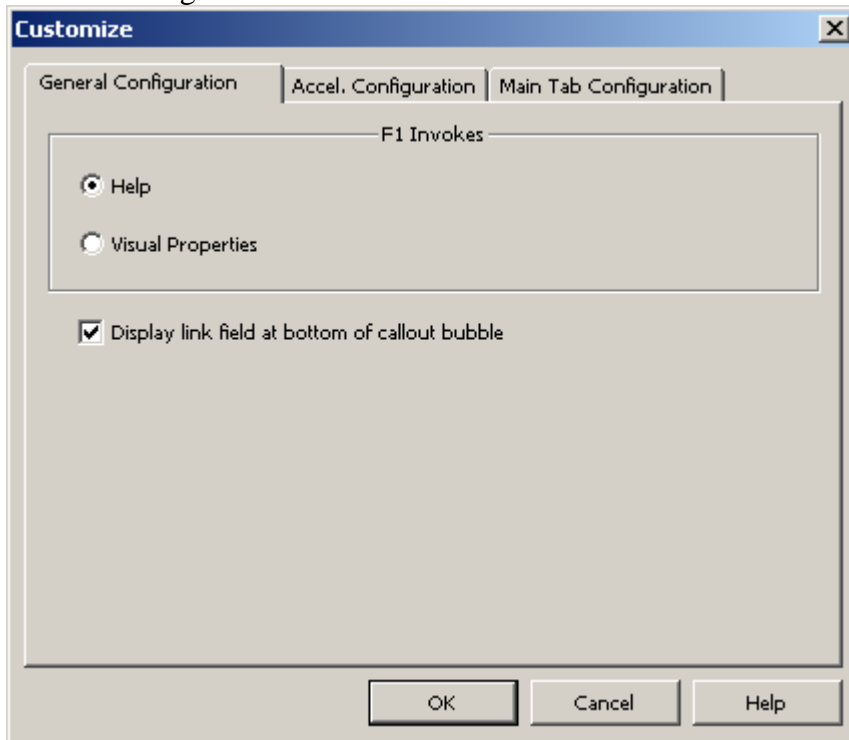 Customize
General Configuration
Accel. Configuration
Main Tab Configuration
F1 Invokes
Help
Visual Properties
Display link field at bottom of callout bubble
OK
Cancel
Help